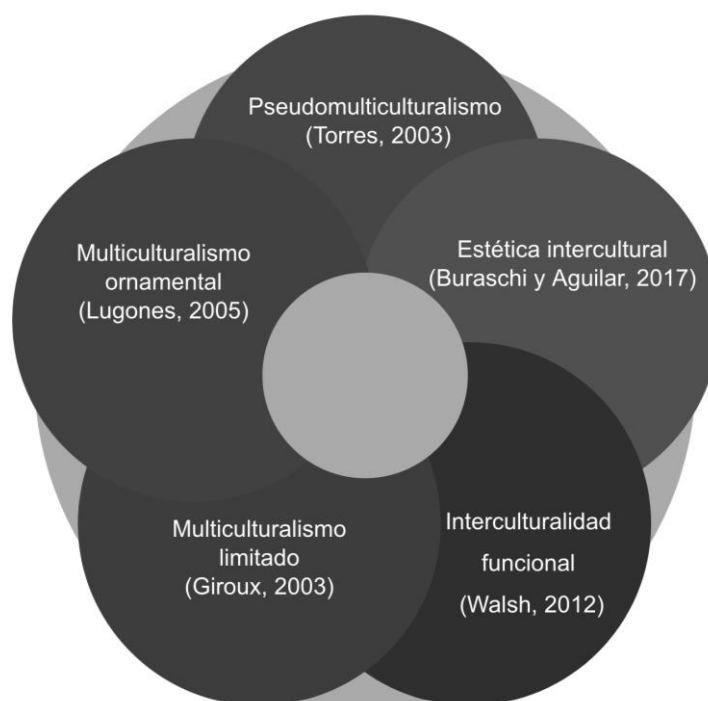 Pseudomulticulturalismo
(Torres, 2003)
Estética intercultural
(Buraschi y Aguilar, 2017)
Interculturalidad
funcional
(Walsh, 2012)
Multiculturalismo
limitado
(Giroux, 2003)
Multiculturalismo
ornamental
(Lugones, 2005)